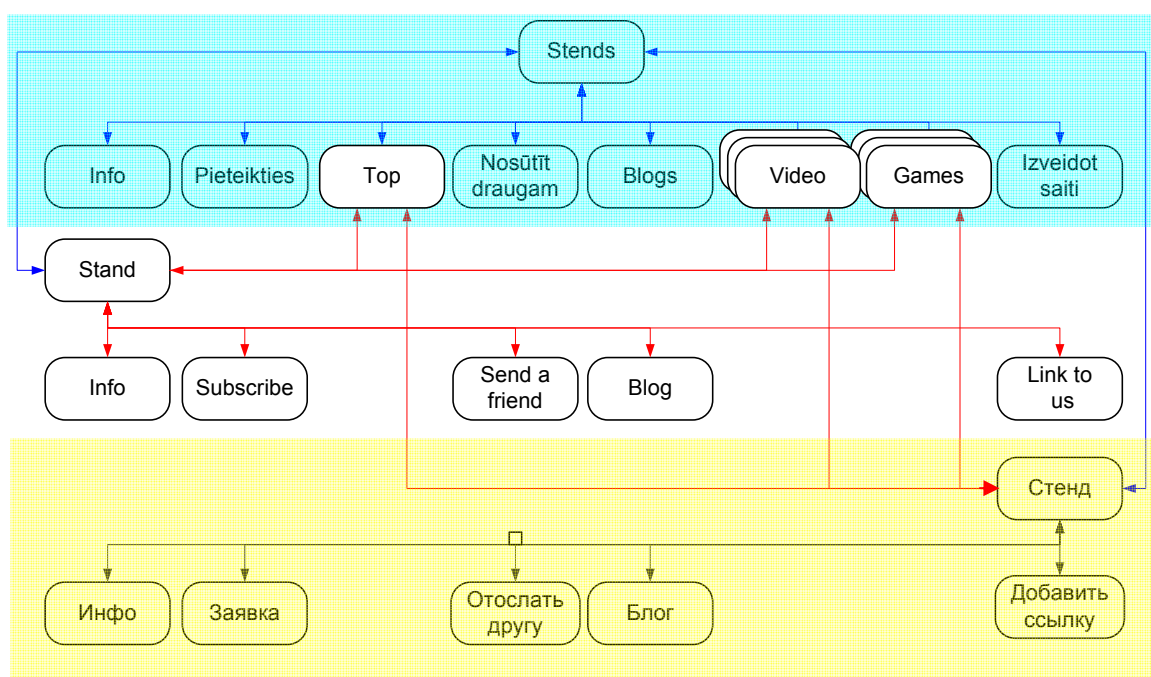 Stends
Info
Pieteikties
Top
Nosūtīt
draugam
Blogs
Video
Games
Izveidot
saiti
Stand
Info
Subscribe
Send a
friend
Blog
Link to
us
Стенд
Инфо
Заявка
Отослать
другу
Блог
Добавить
ссылку